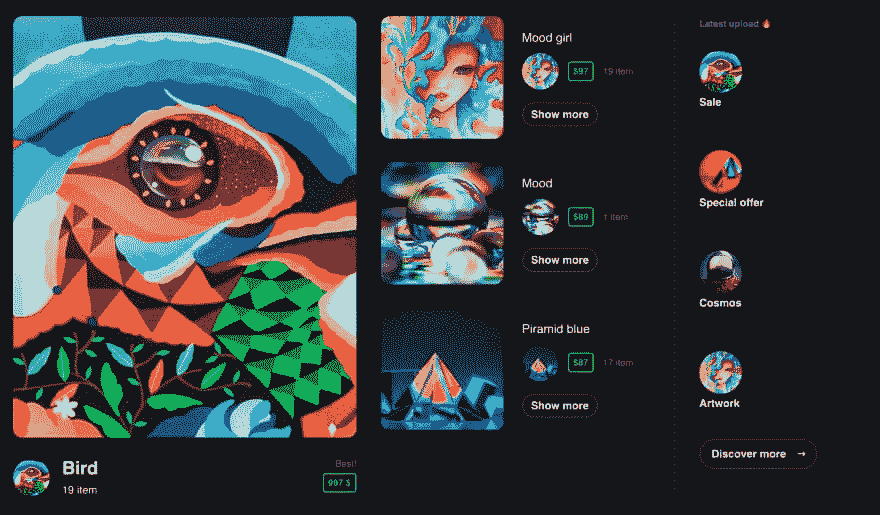 Bird
19 item
Best!
997 $
Mood girl
$97
19 item
Show more
Mood
$89
1 item
Show more
Piramid blue
$87
17 item
Show more
Latest upload 🔥
Sale
Special offer
Cosmos
Artwork
Discover more →